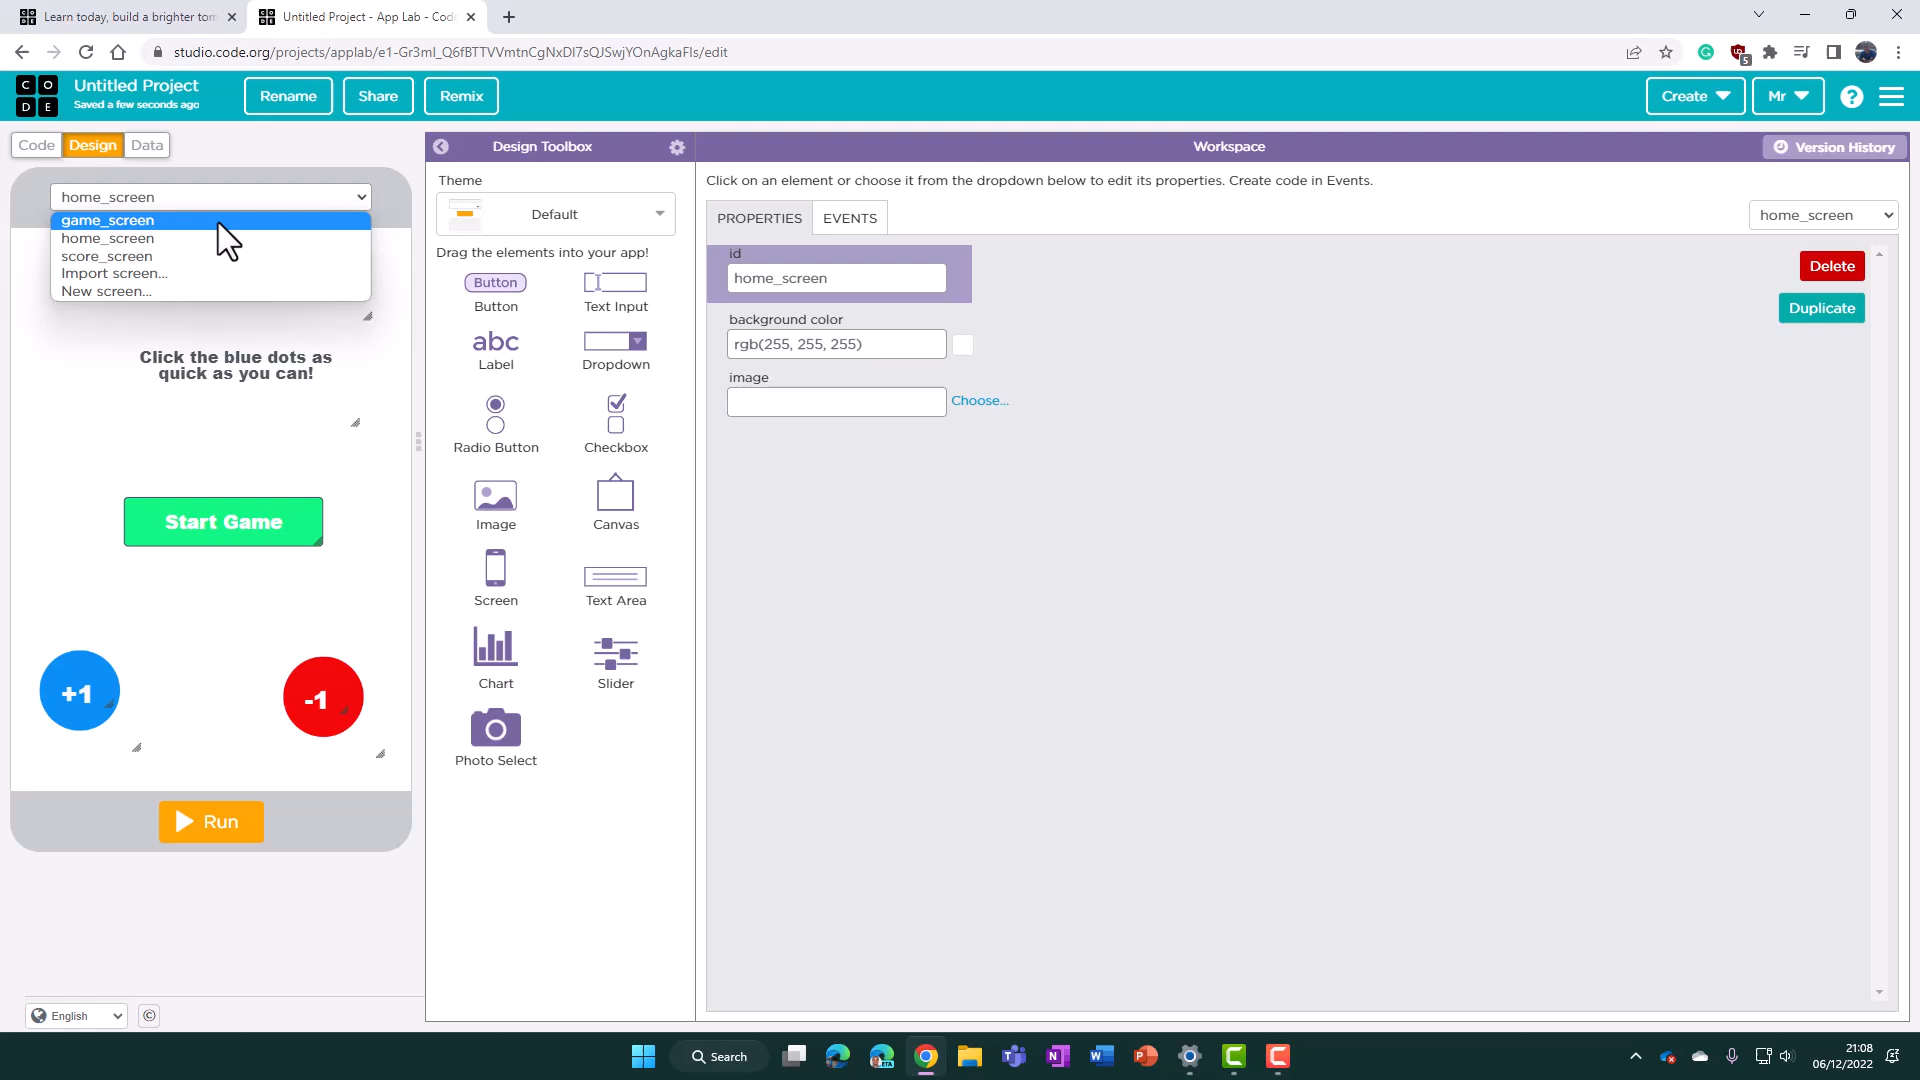 Learn today, build a brighter tom
Untitled Project - App Lab - Code
studio.code.org/projects/applab/
CODE
Untitled Project
Saved a few seconds ago
Rename
Share
Remix
Create
Mr
?
Code
Design
Data
home_screen
game_screen
home_screen
score_screen
Import screen...
New screen...
Click the blue dots as
quick as you can!
Start Game
+1
-1
Run
English
©
Design Toolbox
Theme
Default
Drag the elements into your app!
Button
Button
Text Input
abc
Label
Dropdown
Radio Button
Checkbox
Image
Canvas
Screen
Text Area
Chart
Slider
Photo Select
Workspace
Version History
Click on an element or choose it from the dropdown below to edit its properties. Create code in Events.
PROPERTIES
EVENTS
home_screen
id
home_screen
Delete
Duplicate
background color
rgb(255, 255, 255)
image
Choose...
Search
21:08
06/12/2022